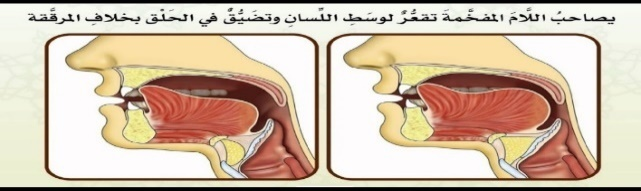 يصاحبُ اللَّامَ المفخَّمةَ تقعُّرٌ لوسَطِ اللِّسانِ وتضَيُّقٌ في الحَلْقِ بخلافِ المرقَّقة